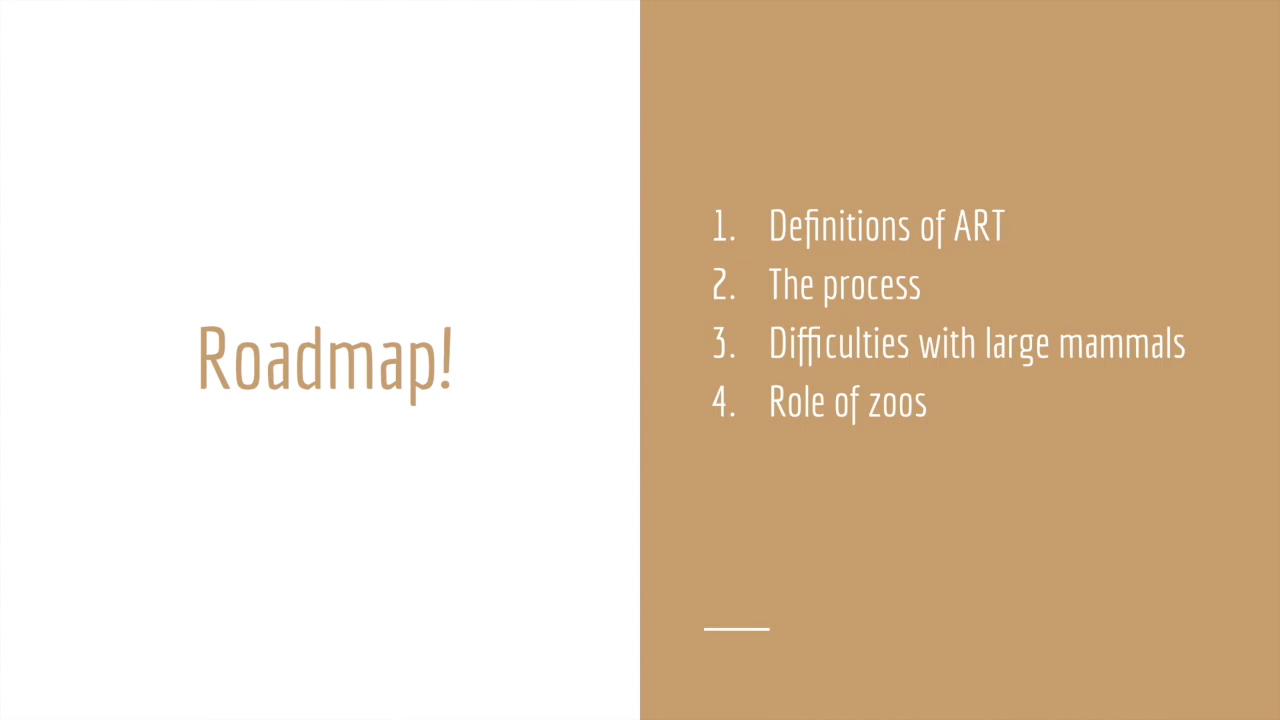 Roadmap!
1. Definitions of ART
2. The process
3. Difficulties with large mammals
4. Role of zoos